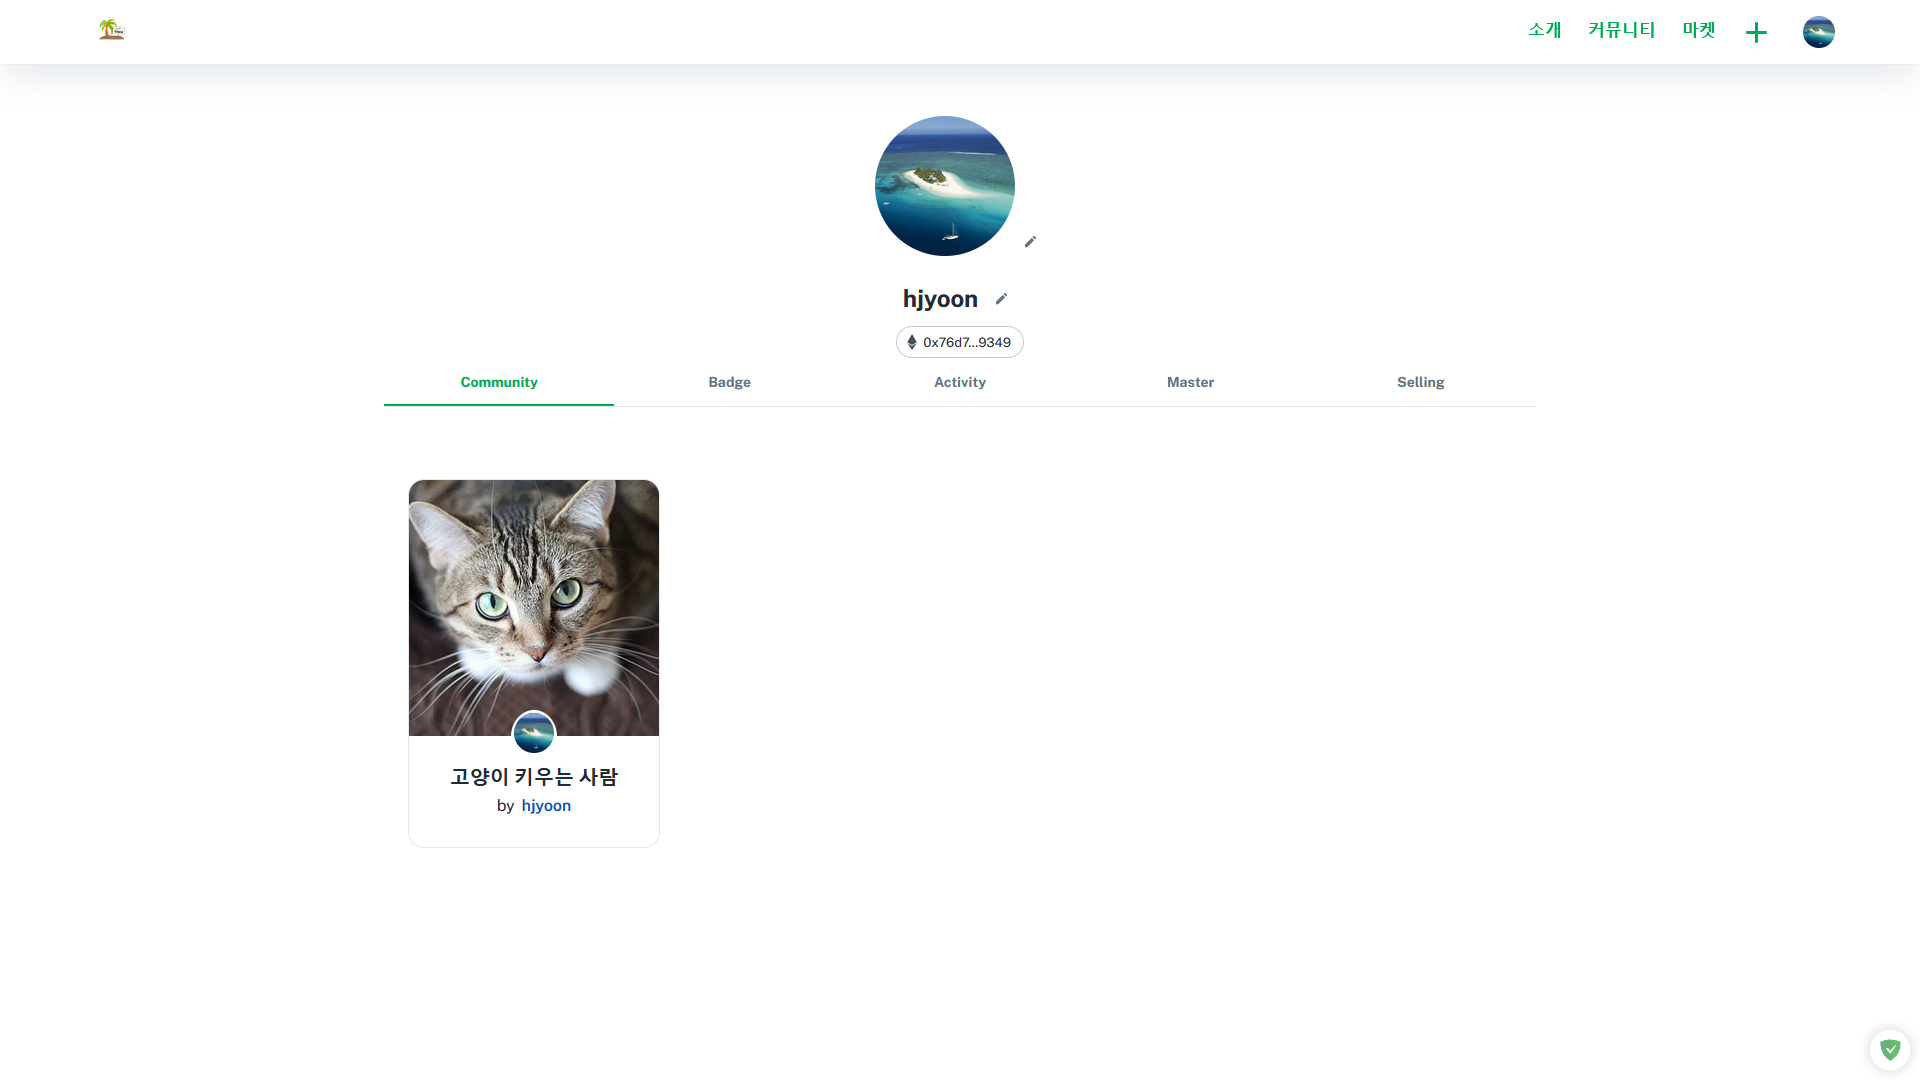 소개 커뮤니티 마켓
hjyoon
0x76d7...9349
Community Badge Activity Master Selling
고양이 키우는 사람
by hjyoon